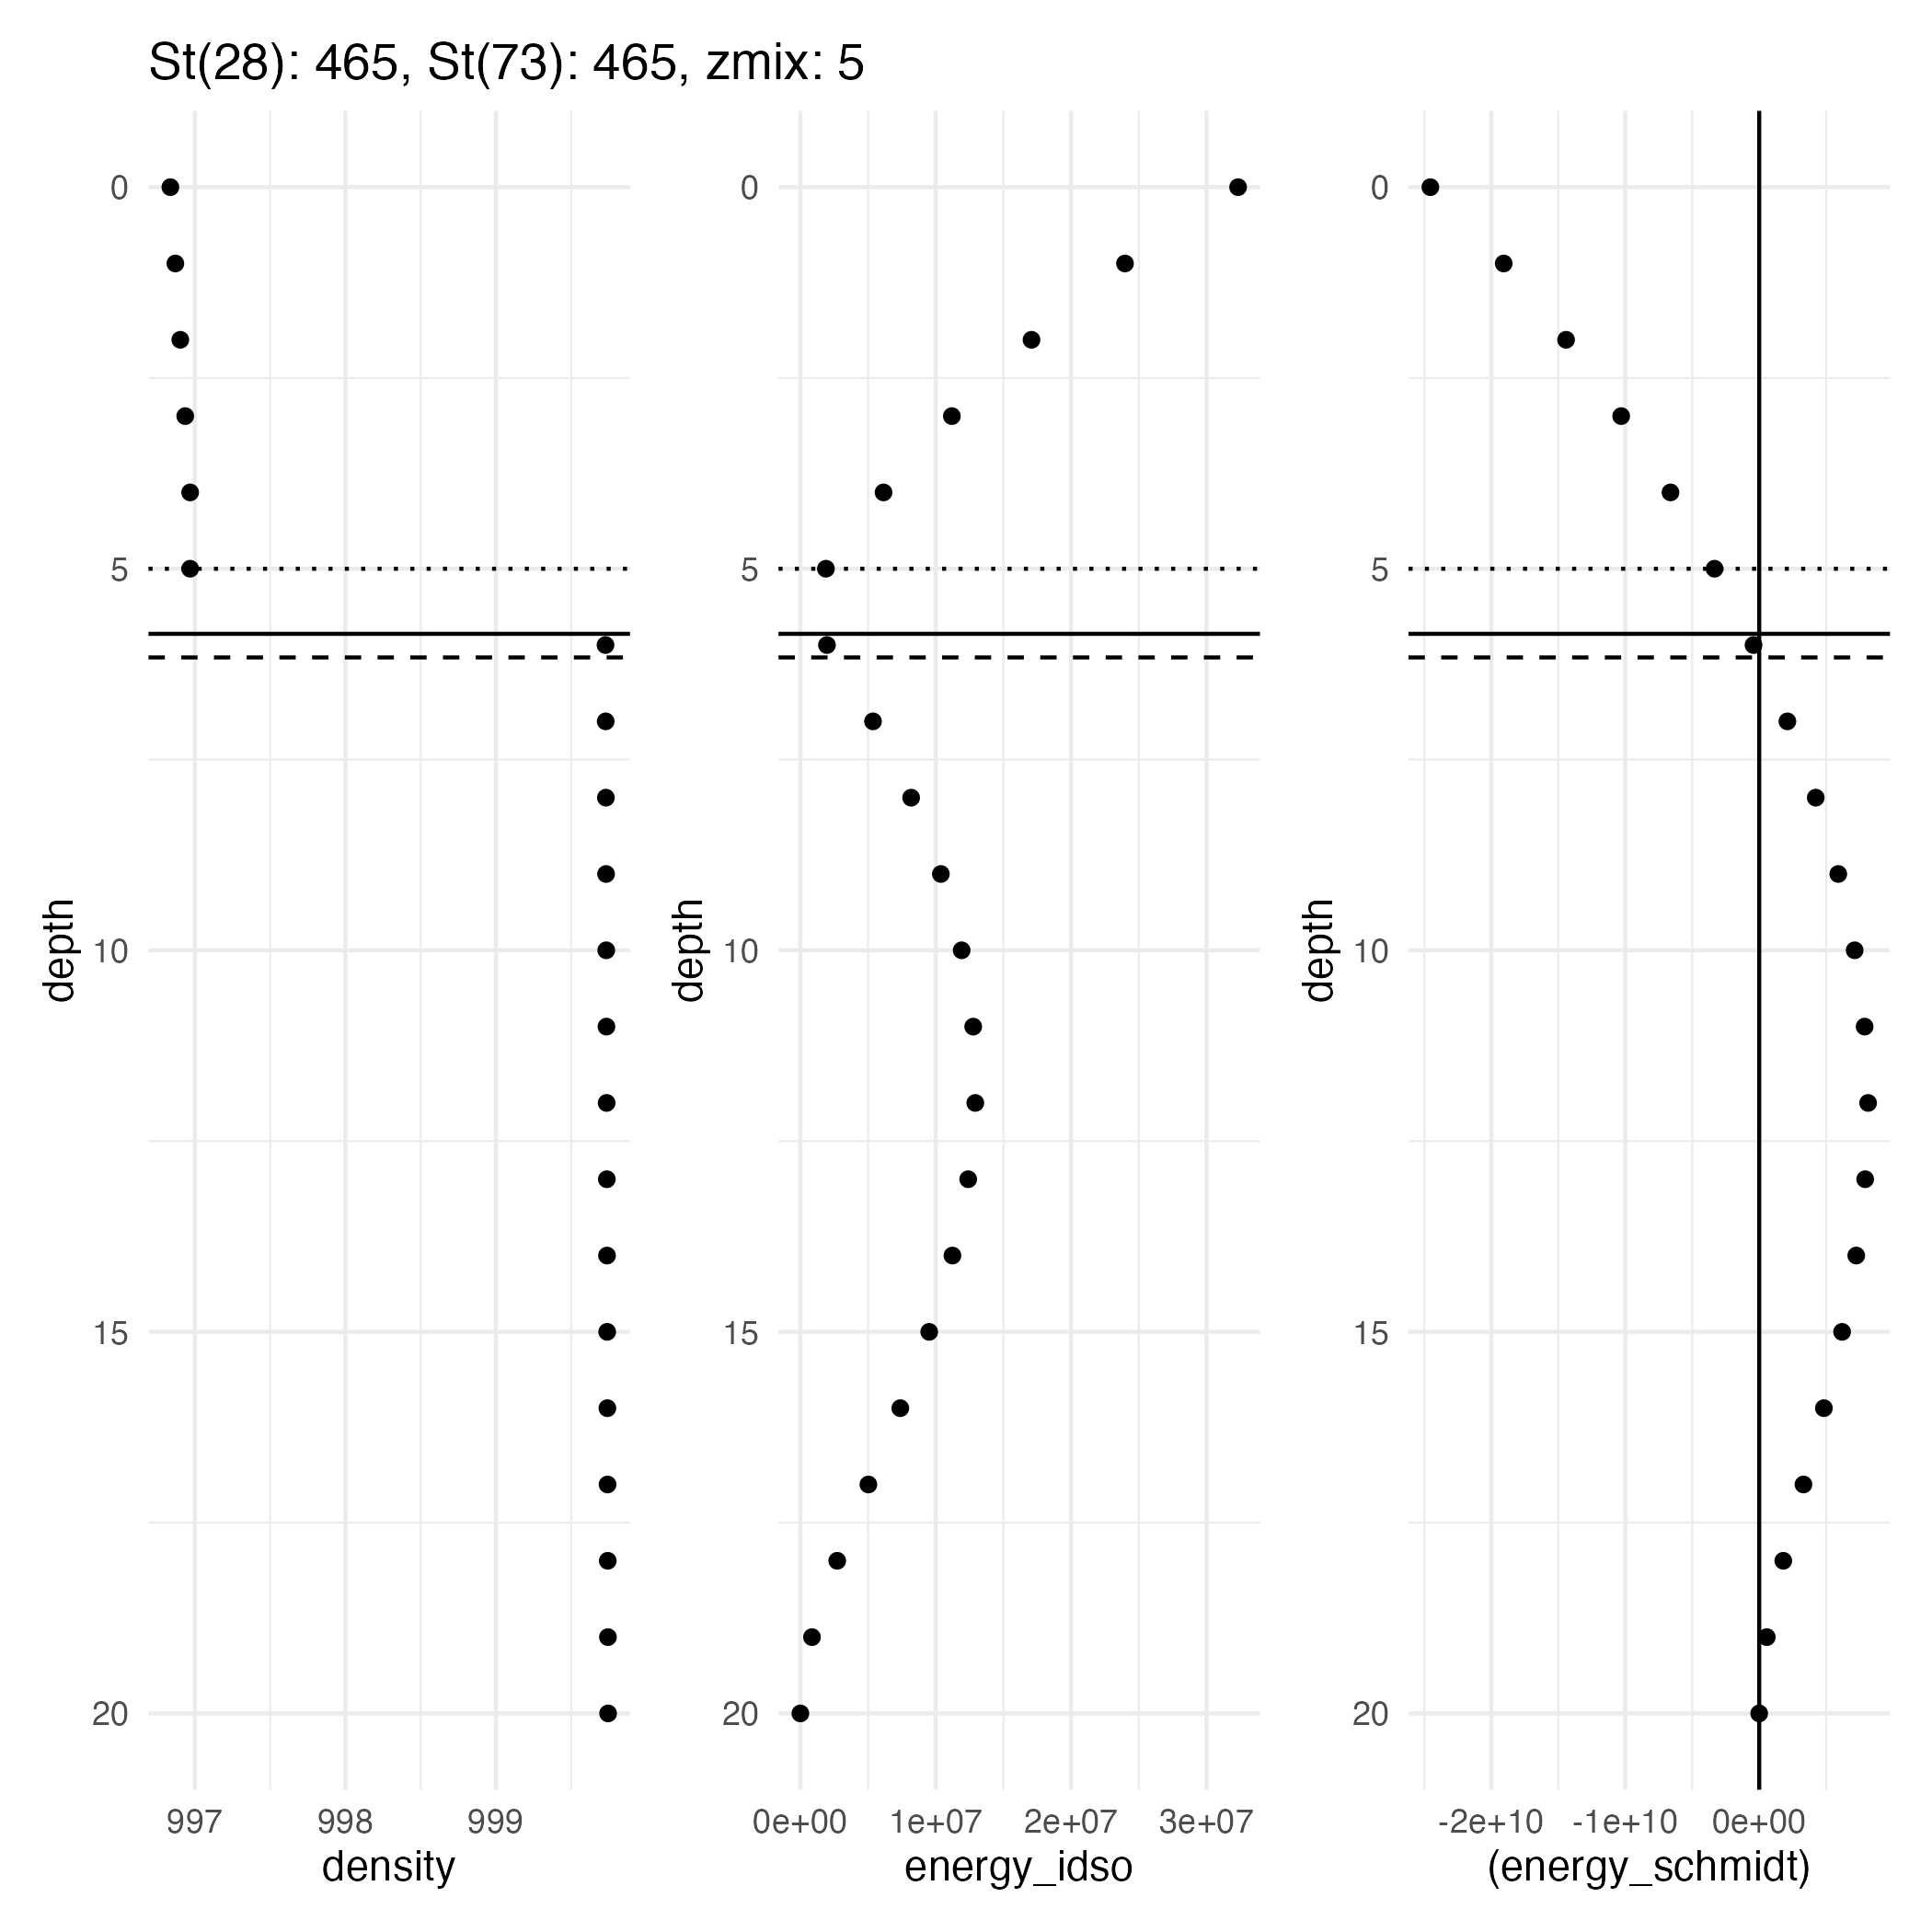 St(28): 465, St(73): 465, zmix: 5
0
5
10
15
20
depth
997 998 999
density
0
5
10
15
20
depth
0e+00 1e+07 2e+07 3e+07
energy_idso
0
5
10
15
20
depth
-2e+10 -1e+10 0e+00
(energy_schmidt)